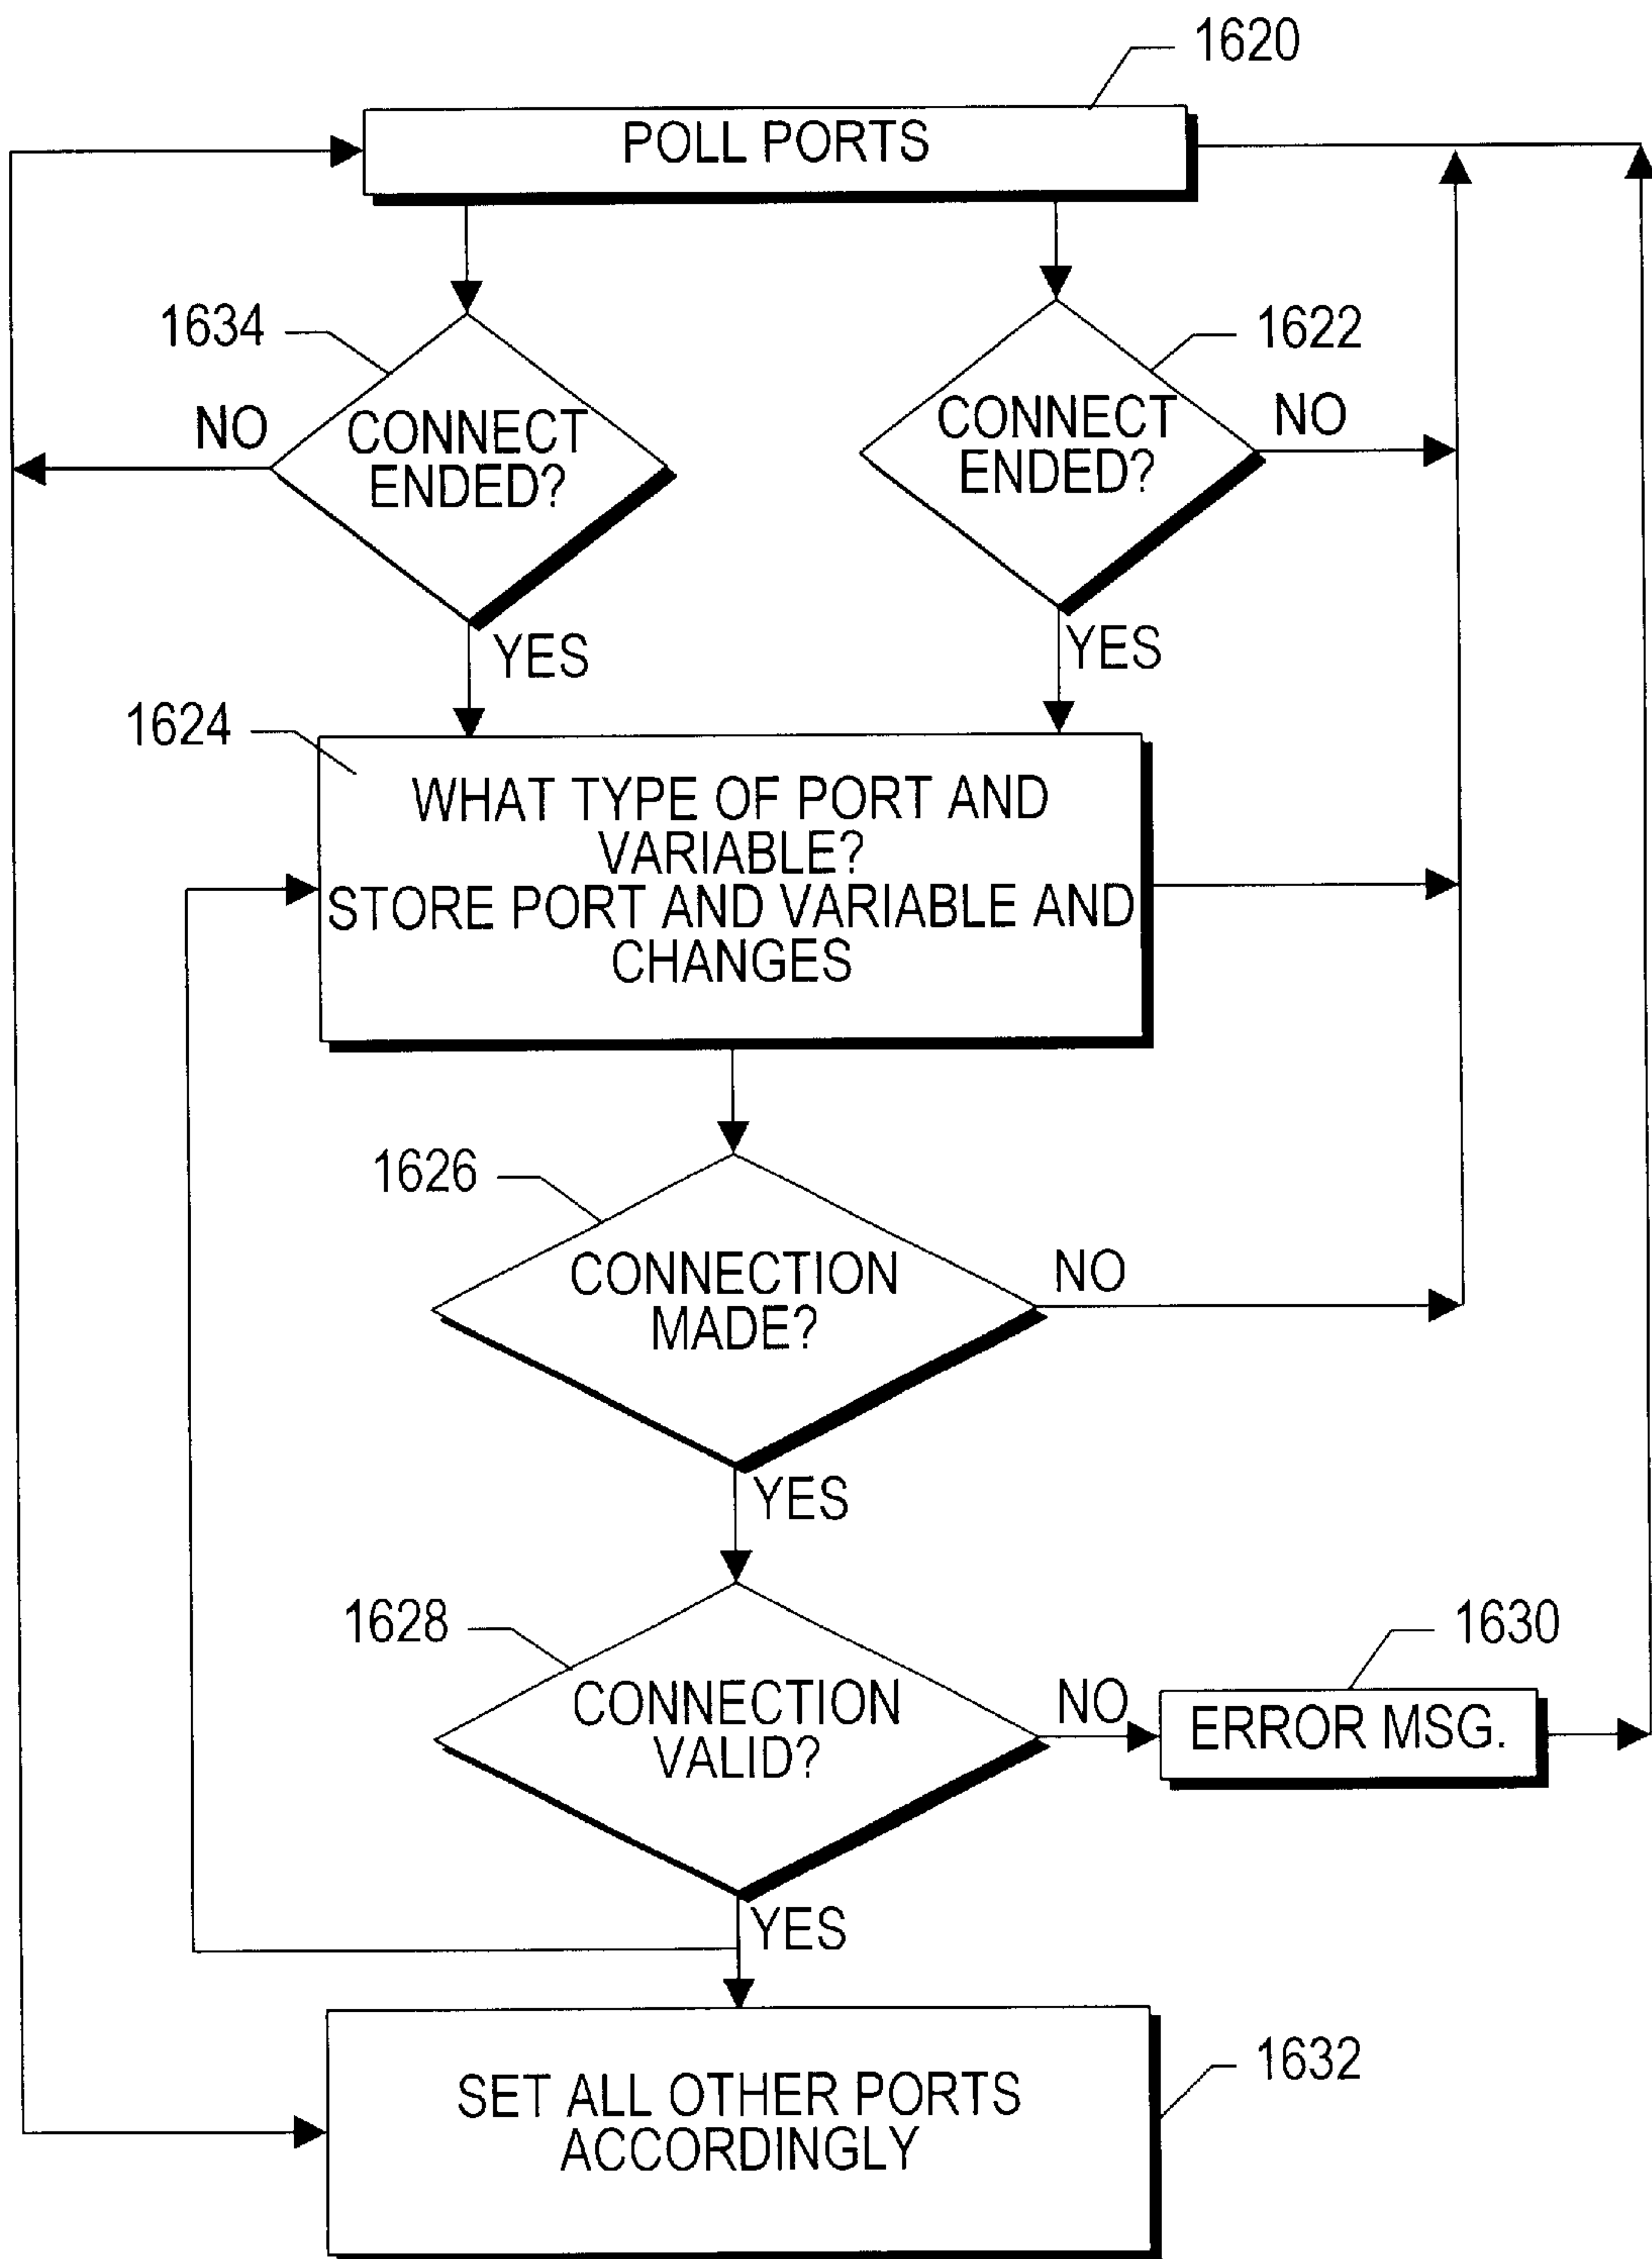 1620
POLL PORTS
1634
1622
NO
CONNECT
ENDED?
CONNECT
ENDED?
NO
YES
YES
1624
WHAT TYPE OF PORT AND
VARIABLE?
STORE PORT AND VARIABLE AND
CHANGES
1626
CONNECTION
MADE?
NO
YES
1628
CONNECTION
VALID?
NO
1630
ERROR MSG.
YES
1632
SET ALL OTHER PORTS
ACCORDINGLY